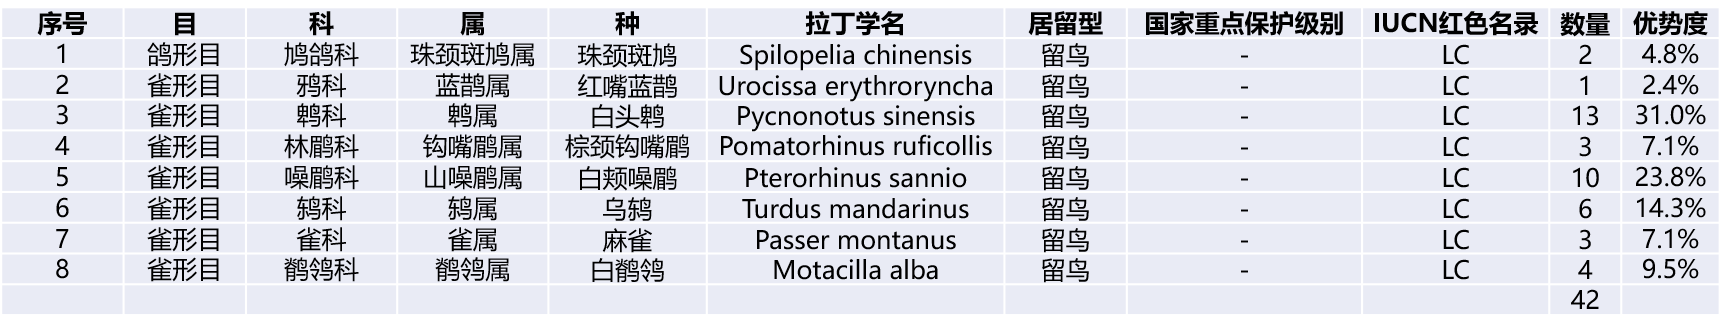 序号 目 科 属 种 拉丁学名 居留型 国家重点保护级别 IUCN红色名录 数量 优势度
1 鸽形目 鸠鸽科 珠颈斑鸠属 珠颈斑鸠 Spilopelia chinensis 留鸟 - LC 2 4.8%
2 雀形目 鸦科 蓝鹊属 红嘴蓝鹊 Urocissa erythroryncha 留鸟 - LC 1 2.4%
3 雀形目 鹎科 鹎属 白头鹎 Pycnonotus sinensis 留鸟 - LC 13 31.0%
4 雀形目 林鹛科 钩嘴鹛属 棕颈钩嘴鹛 Pomatorhinus ruficollis 留鸟 - LC 3 7.1%
5 雀形目 噪鹛科 山噪鹛属 白颊噪鹛 Pterorhinus sannio 留鸟 - LC 10 23.8%
6 雀形目 鸫科 鸫属 乌鸫 Turdus mandarinus 留鸟 - LC 6 14.3%
7 雀形目 雀科 雀属 麻雀 Passer montanus 留鸟 - LC 3 7.1%
8 雀形目 鹡鸰科 鹡鸰属 白鹡鸰 Motacilla alba 留鸟 - LC 4 9.5%
42